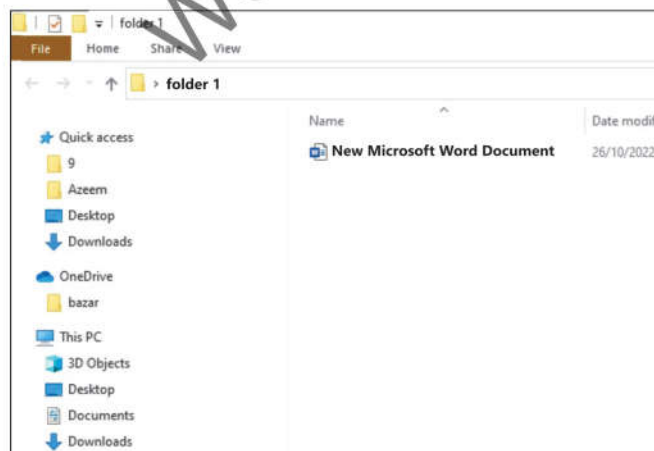 folder 1
File Home Share View
folder 1
Name Date modif
Quick access
New Microsoft Word Document 26/10/2022
9
Azeem
Desktop
Downloads
OneDrive
bazar
This PC
3D Objects
Desktop
Documents
Downloads